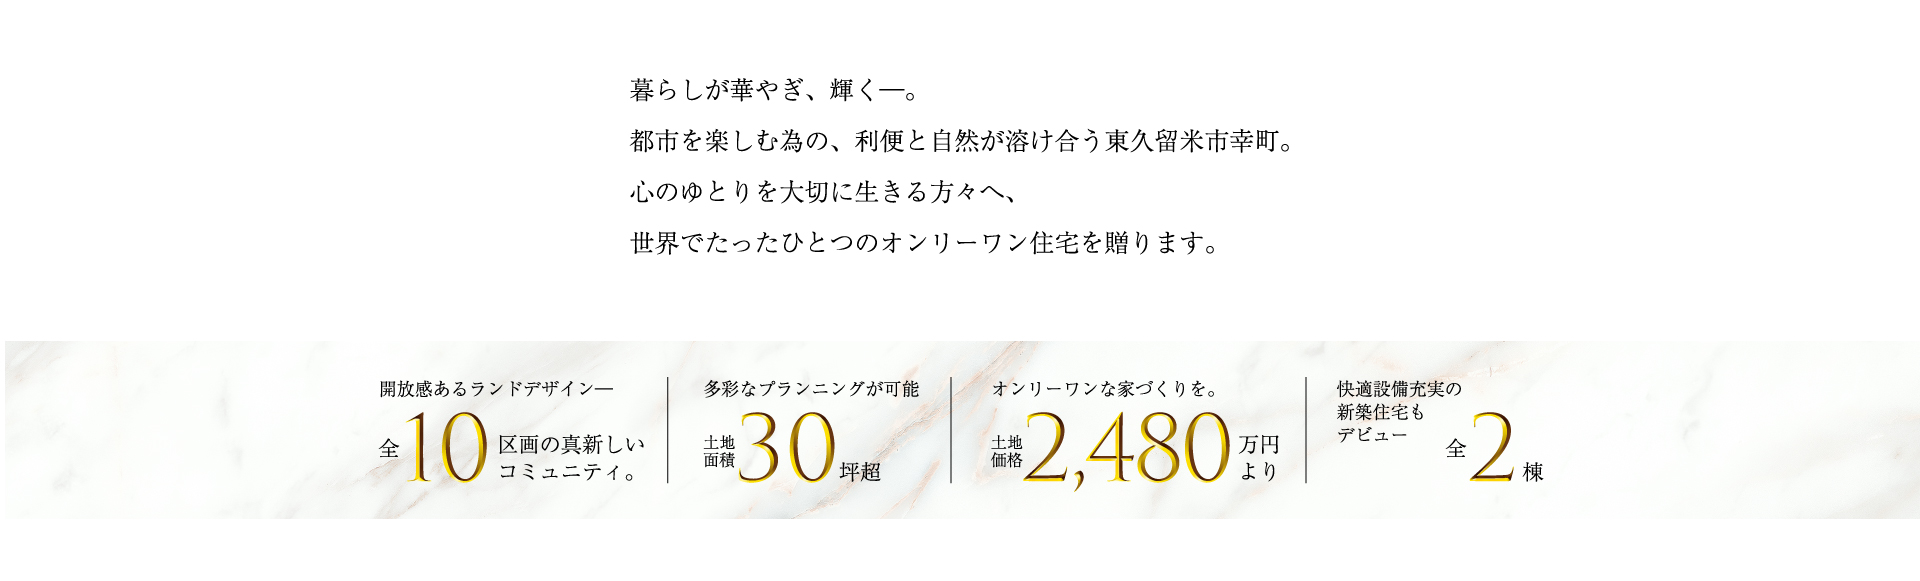 暮らしが華やぎ、輝く―。
都市を楽しむ為の、利便と自然が溶け合う東久留米市幸町。
心のゆとりを大切に生きる方々へ、
世界でたったひとつのオンリーワン住宅を贈ります。
開放感あるランドデザイン―
全10区画の真新しい
コミュニティ。
多彩なプランニングが可能
土地
面積
30坪超
オンリーワンな家づくりを。
土地
価格
2,480万円
より
快適設備充実の
新築住宅も
デビュー
全2棟